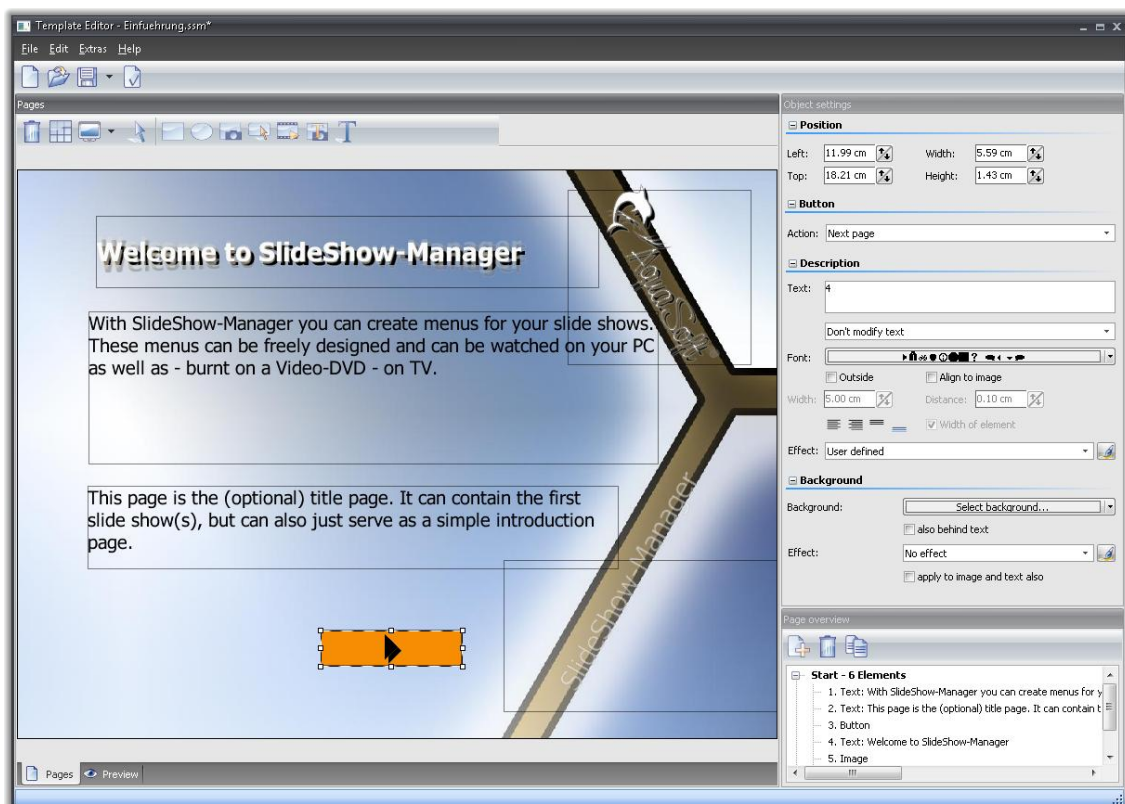 Template Editor - Einfuehrung.ssm*
File Edit Extras Help
Pages
Welcome to SlideShow-Manager
AquaSoft
With SlideShow-Manager you can create menus for your slide shows.
These menus can be freely designed and can be watched on your PC
as well as - burnt on a Video-DVD - on TV.
This page is the (optional) title page. It can contain the first
slide show(s), but can also just serve as a simple introduction
page.
SlideShow-Manager
Pages Preview
Object settings
Position
Left: 11.99 cm Width: 5.59 cm
Top: 18.21 cm Height: 1.43 cm
Button
Action: Next page
Description
Text: 4
Don't modify text
Font:
Outside Align to image
Width: 5.00 cm Distance: 0.10 cm
Width of element
Effect: User defined
Background
Background: Select background...
also behind text
Effect: No effect
apply to image and text also
Page overview
Start - 6 Elements
1. Text: With SlideShow-Manager you can create menus for y
2. Text: This page is the (optional) title page. It can contain t
3. Button
4. Text: Welcome to SlideShow-Manager
5. Image